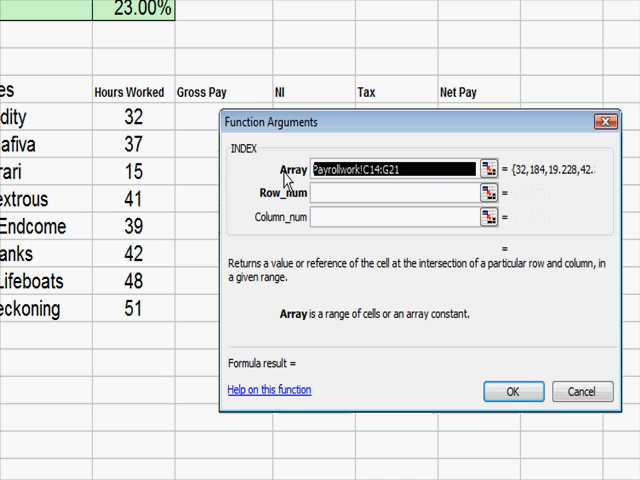 23.00%
es Hours Worked Gross Pay NI Tax Net Pay
dity 32
afiva 37
rari 15
extrous 41
Endcome 39
anks 42
Lifeboats 48
eckoning 51
Function Arguments
INDEX
Array Payrollwork!C14:G21 = {32,184,19.228,42.
Row_num =
Column_num =
=
Returns a value or reference of the cell at the intersection of a particular row and column, in
a given range.
Array is a range of cells or an array constant.
Formula result =
Help on this function OK Cancel